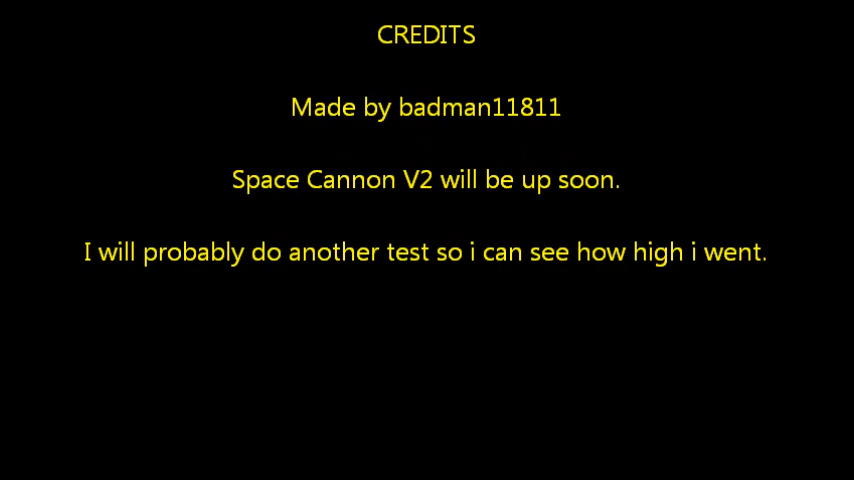 CREDITS
Made by badman11811
Space Cannon V2 will be up soon.
I will probably do another test so i can see how high i went.